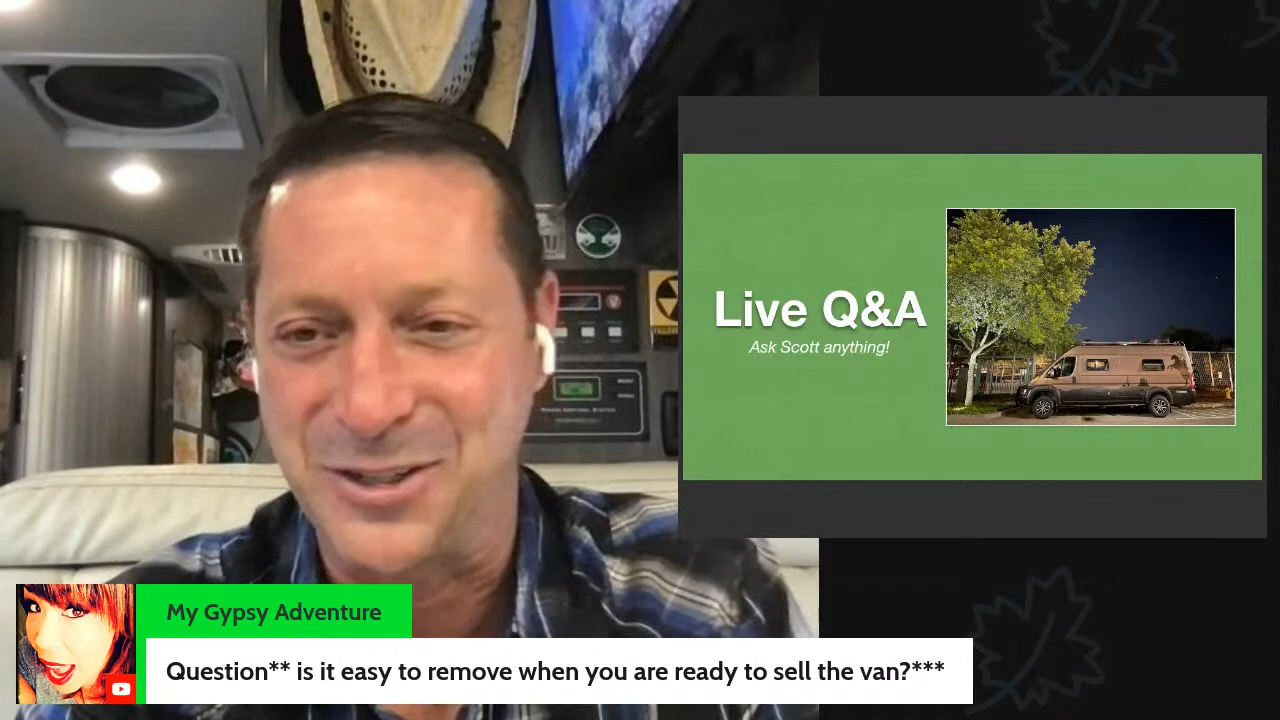 Live Q&A
Ask Scott anything!
My Gypsy Adventure
Question** is it easy to remove when you are ready to sell the van?***